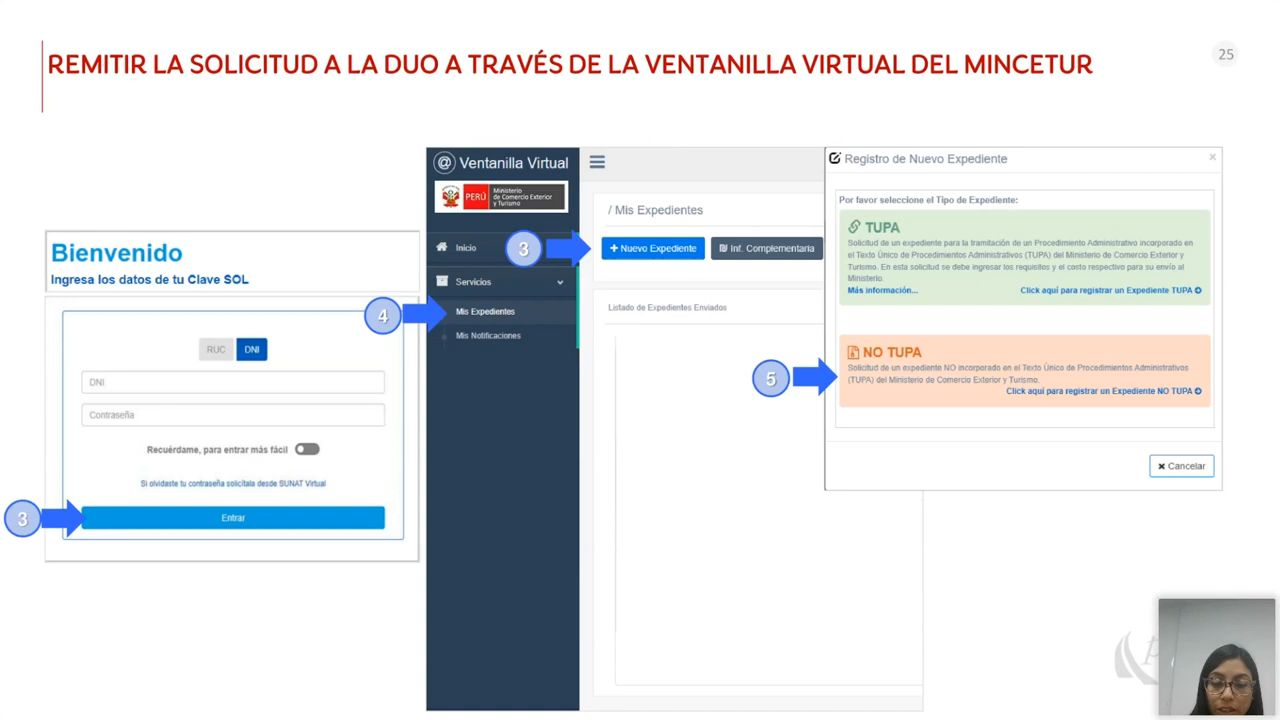 REMITIR LA SOLICITUD A LA DUO A TRAVÉS DE LA VENTANILLA VIRTUAL DEL MINCETUR
25
Bienvenido
Ingresa los datos de tu Clave SOL
RUC DNI
DNI
Contraseña
Recuérdame, para entrar más fácil
Si olvidaste tu contraseña solicítala desde SUNAT Virtual
3
Entrar
@ Ventanilla Virtual
PERÚ
Ministerio
de Comercio Exterior
y Turismo
Inicio
Servicios
4
Mis Expedientes
Mis Notificaciones
/ Mis Expedientes
3
+ Nuevo Expediente
Inf. Complementaria
Listado de Expedientes Enviados
Registro de Nuevo Expediente
×
Por favor seleccione el Tipo de Expediente:
TUPA
Solicitud de un expediente para la tramitación de un Procedimiento Administrativo incorporado en
el Texto Único de Procedimientos Administrativos (TUPA) del Ministerio de Comercio Exterior y
Turismo. En esta solicitud se debe ingresar los requisitos y el costo respectivo para su envío al
Ministerio
Más información... Click aquí para registrar un Expediente TUPA
5
NO TUPA
Solicitud de un expediente NO incorporado en el Texto Único de Procedimientos Administrativos
(TUPA) del Ministerio de Comercio Exterior y Turismo.
Click aquí para registrar un Expediente NO TUPA
× Cancelar